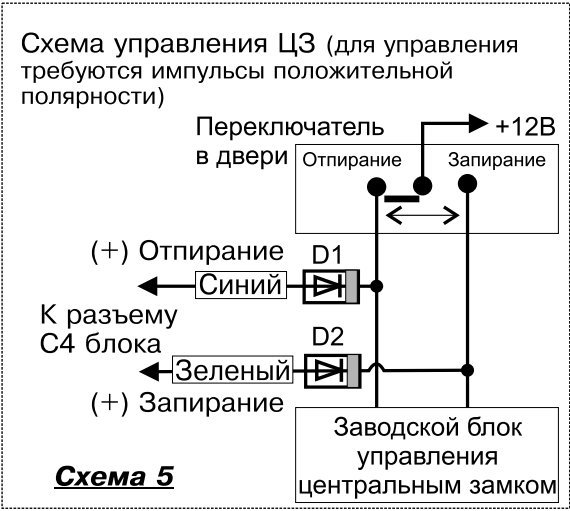 Схема управления ЦЗ (для управления
требуются импульсы положительной
полярности)
Переключатель
в двери
+12В
Отпирание
Запирание
(+) Отпирание
D1
Синий
К разъему
С4 блока
D2
Зеленый
(+) Запирание
Заводской блок
управления
центральным замком
Схема 5